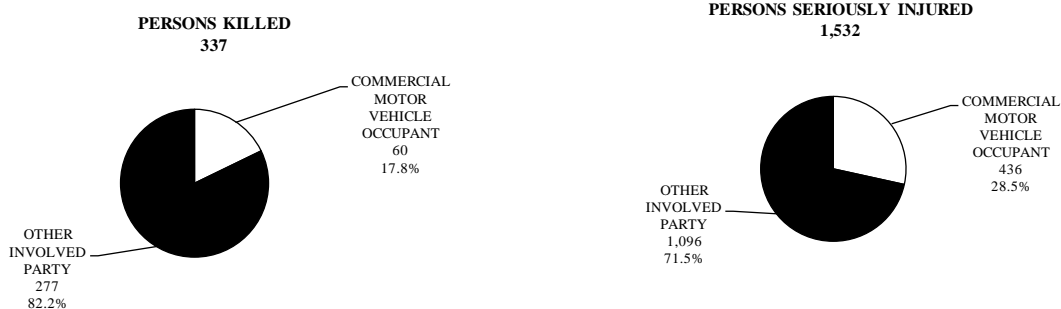 PERSONS KILLED
337
COMMERCIAL
MOTOR
VEHICLE
OCCUPANT
60
17.8%
OTHER
INVOLVED
PARTY
277
82.2%
PERSONS SERIOUSLY INJURED
1,532
COMMERCIAL
MOTOR
VEHICLE
OCCUPANT
436
28.5%
OTHER
INVOLVED
PARTY
1,096
71.5%